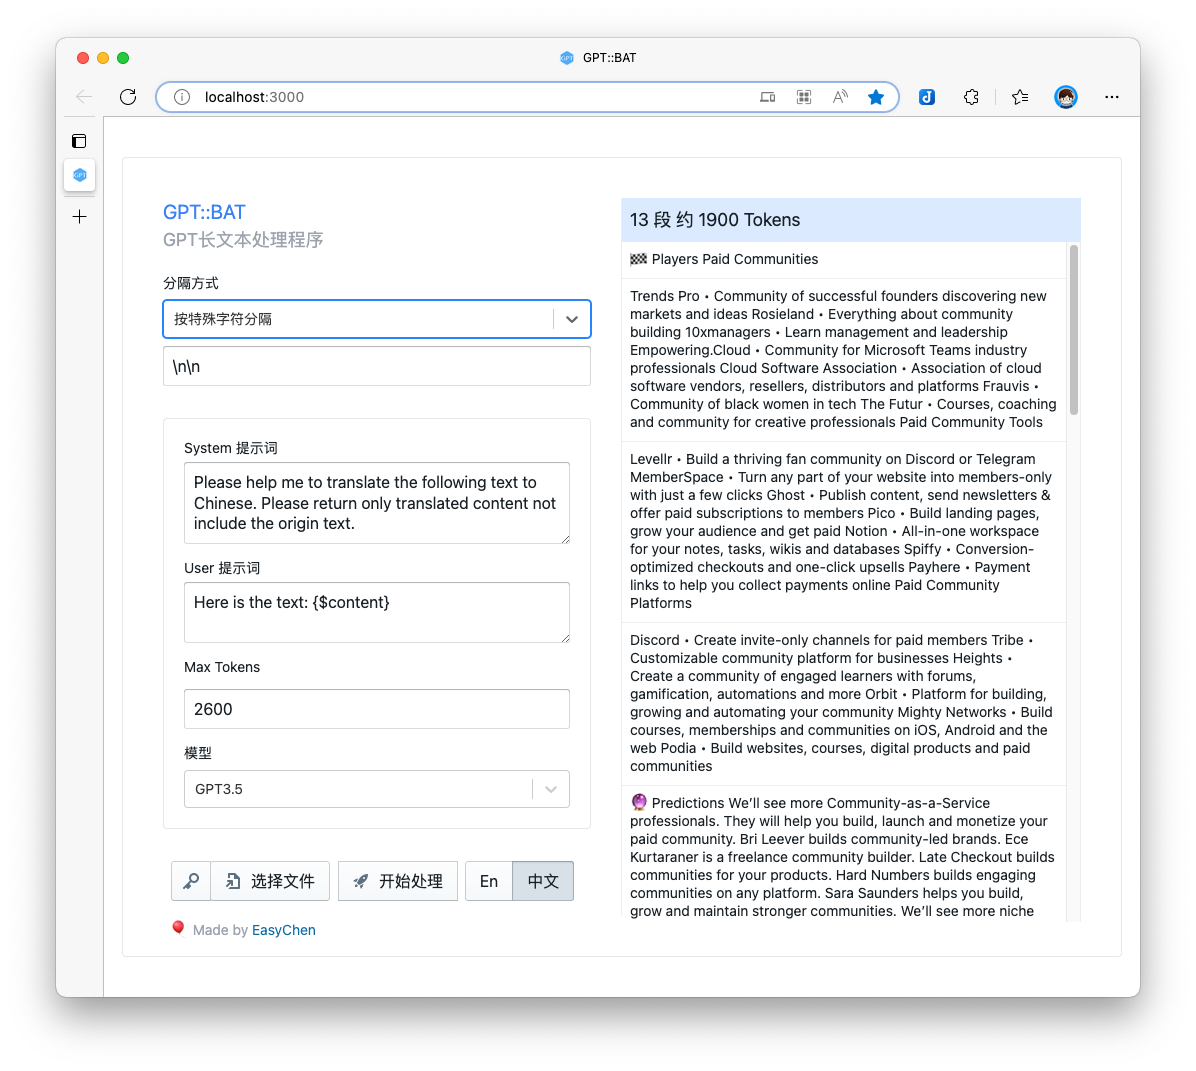 GPT::BAT
localhost:3000
GPT::BAT
GPT长文本处理程序
分隔方式
按特殊字符分隔
\n\n
System 提示词
Please help me to translate the following text to
Chinese. Please return only translated content not
include the origin text.
User 提示词
Here is the text: {$content}
Max Tokens
2600
模型
GPT3.5
选择文件
开始处理
En
中文
Made by EasyChen
13 段 约 1900 Tokens
🏁 Players Paid Communities
Trends Pro • Community of successful founders discovering new
markets and ideas Rosieland • Everything about community
building 10xmanagers • Learn management and leadership
Empowering.Cloud • Community for Microsoft Teams industry
professionals Cloud Software Association • Association of cloud
software vendors, resellers, distributors and platforms Frauvis •
Community of black women in tech The Futur • Courses, coaching
and community for creative professionals Paid Community Tools
Levellr • Build a thriving fan community on Discord or Telegram
MemberSpace • Turn any part of your website into members-only
with just a few clicks Ghost • Publish content, send newsletters &
offer paid subscriptions to members Pico • Build landing pages,
grow your audience and get paid Notion • All-in-one workspace
for your notes, tasks, wikis and databases Spiffy • Conversion-
optimized checkouts and one-click upsells Payhere • Payment
links to help you collect payments online Paid Community
Platforms
Discord • Create invite-only channels for paid members Tribe •
Customizable community platform for businesses Heights •
Create a community of engaged learners with forums,
gamification, automations and more Orbit • Platform for building,
growing and automating your community Mighty Networks • Build
courses, memberships and communities on iOS, Android and the
web Podia • Build websites, courses, digital products and paid
communities
🔮 Predictions We’ll see more Community-as-a-Service
professionals. They will help you build, launch and monetize your
paid community. Bri Leever builds community-led brands. Ece
Kurtaraner is a freelance community builder. Late Checkout builds
communities for your products. Hard Numbers builds engaging
communities on any platform. Sara Saunders helps you build,
grow and maintain stronger communities. We’ll see more niche